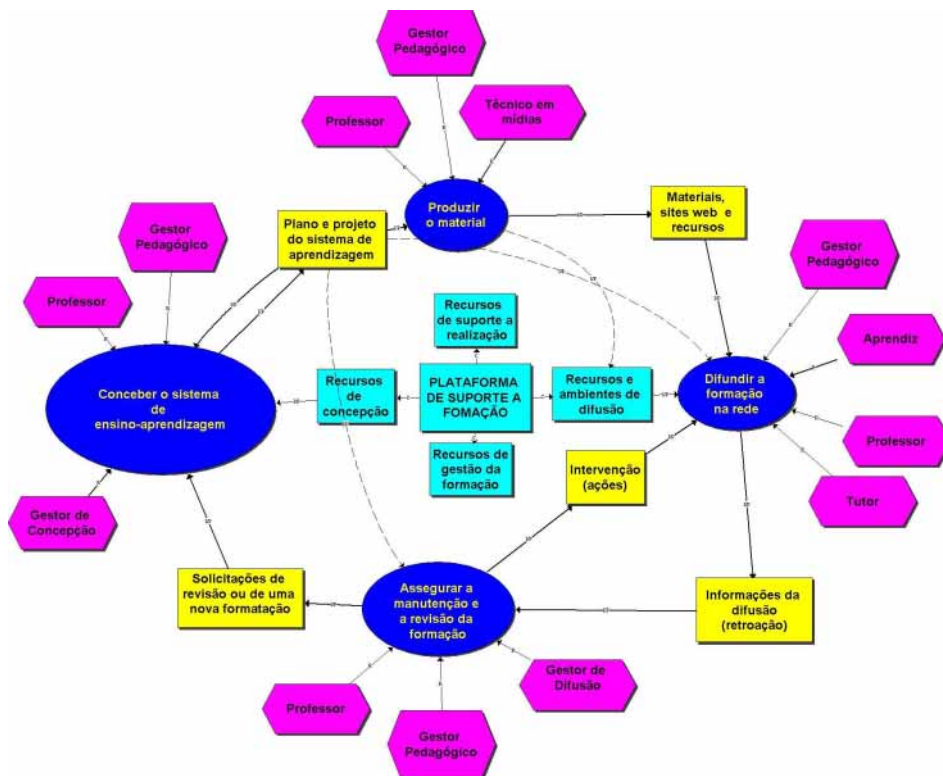 Gestor
Pedagógico
Professor
Técnico em
mídias
Produzir
o material
Materiais,
sites web e
recursos
Plano e projeto
do sistema de
aprendizagem
Gestor
Pedagógico
Gestor
Pedagógico
Professor
Recursos
de suporte a
realização
Aprendiz
Conceber o sistema
de
ensino-aprendizagem
Recursos
de
concepção
PLATAFORMA
DE SUPORTE A
FOMAÇÃO
Recursos e
ambientes de
difusão
Difundir a
formação
na rede
Professor
Recursos de
gestão da
formação
Intervenção
(ações)
Tutor
Gestor de
Concepção
Solicitações de
revisão ou de uma
nova formatação
Assegurar a
manutenção e
a revisão da
formação
Informações da
difusão
(retroação)
Gestor de
Difusão
Professor
Gestor
Pedagógico